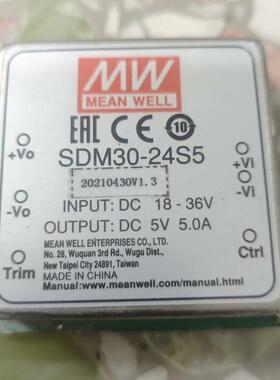 MW
MEAN WELL
EAC CE 10
+Vo
SDM30-24S5
+Vi
-Vi
20210430V1.3
-Vo
INPUT: DC 18 - 36V
OUTPUT: DC 5V 5.0A
Ctrl
MEAN WELL ENTERPRISES CO., LTD.
No. 28, Wuquan 3rd Rd., Wugu Dist.,
New Taipei City 24891, Taiwan
Trim
MADE IN CHINA
Manual:www.meanwell.com/manual.html